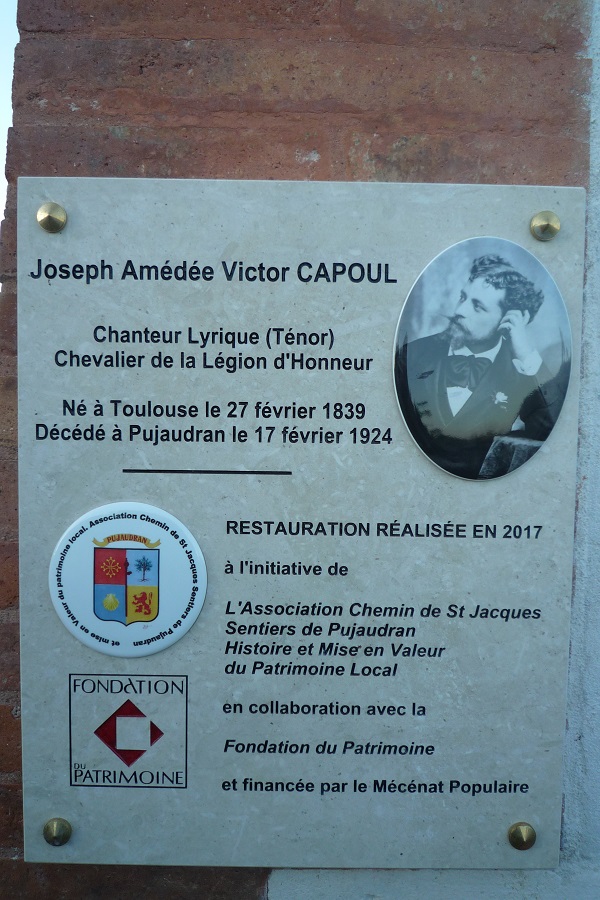 Joseph Amédée Victor CAPOUL
Chanteur Lyrique (Ténor)
Chevalier de la Légion d'Honneur
Né à Toulouse le 27 février 1839
Décédé à Pujaudran le 17 février 1924
Association Chemin de St Jacques Sentiers de Pujaudran
et mise en Valeur du patrimoine local.
PUJAUDRAN
FONDATION
DU
PATRIMOINE
RESTAURATION RÉALISÉE EN 2017
à l'initiative de
L'Association Chemin de St Jacques
Sentiers de Pujaudran
Histoire et Mise en Valeur
du Patrimoine Local
en collaboration avec la
Fondation du Patrimoine
et financée par le Mécénat Populaire